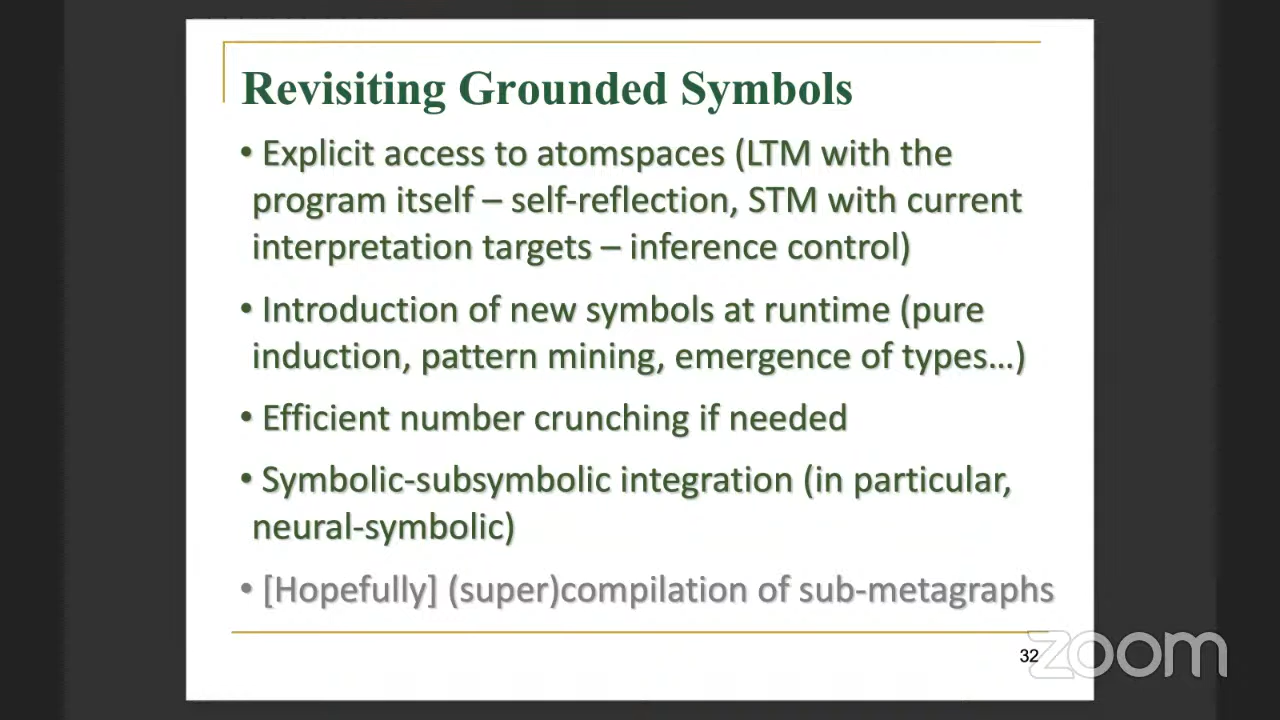 Revisiting Grounded Symbols
• Explicit access to atomspaces (LTM with the
program itself – self-reflection, STM with current
interpretation targets – inference control)
• Introduction of new symbols at runtime (pure
induction, pattern mining, emergence of types…)
• Efficient number crunching if needed
• Symbolic-subsymbolic integration (in particular,
neural-symbolic)
• [Hopefully] (super)compilation of sub-metagraphs
32
zoom